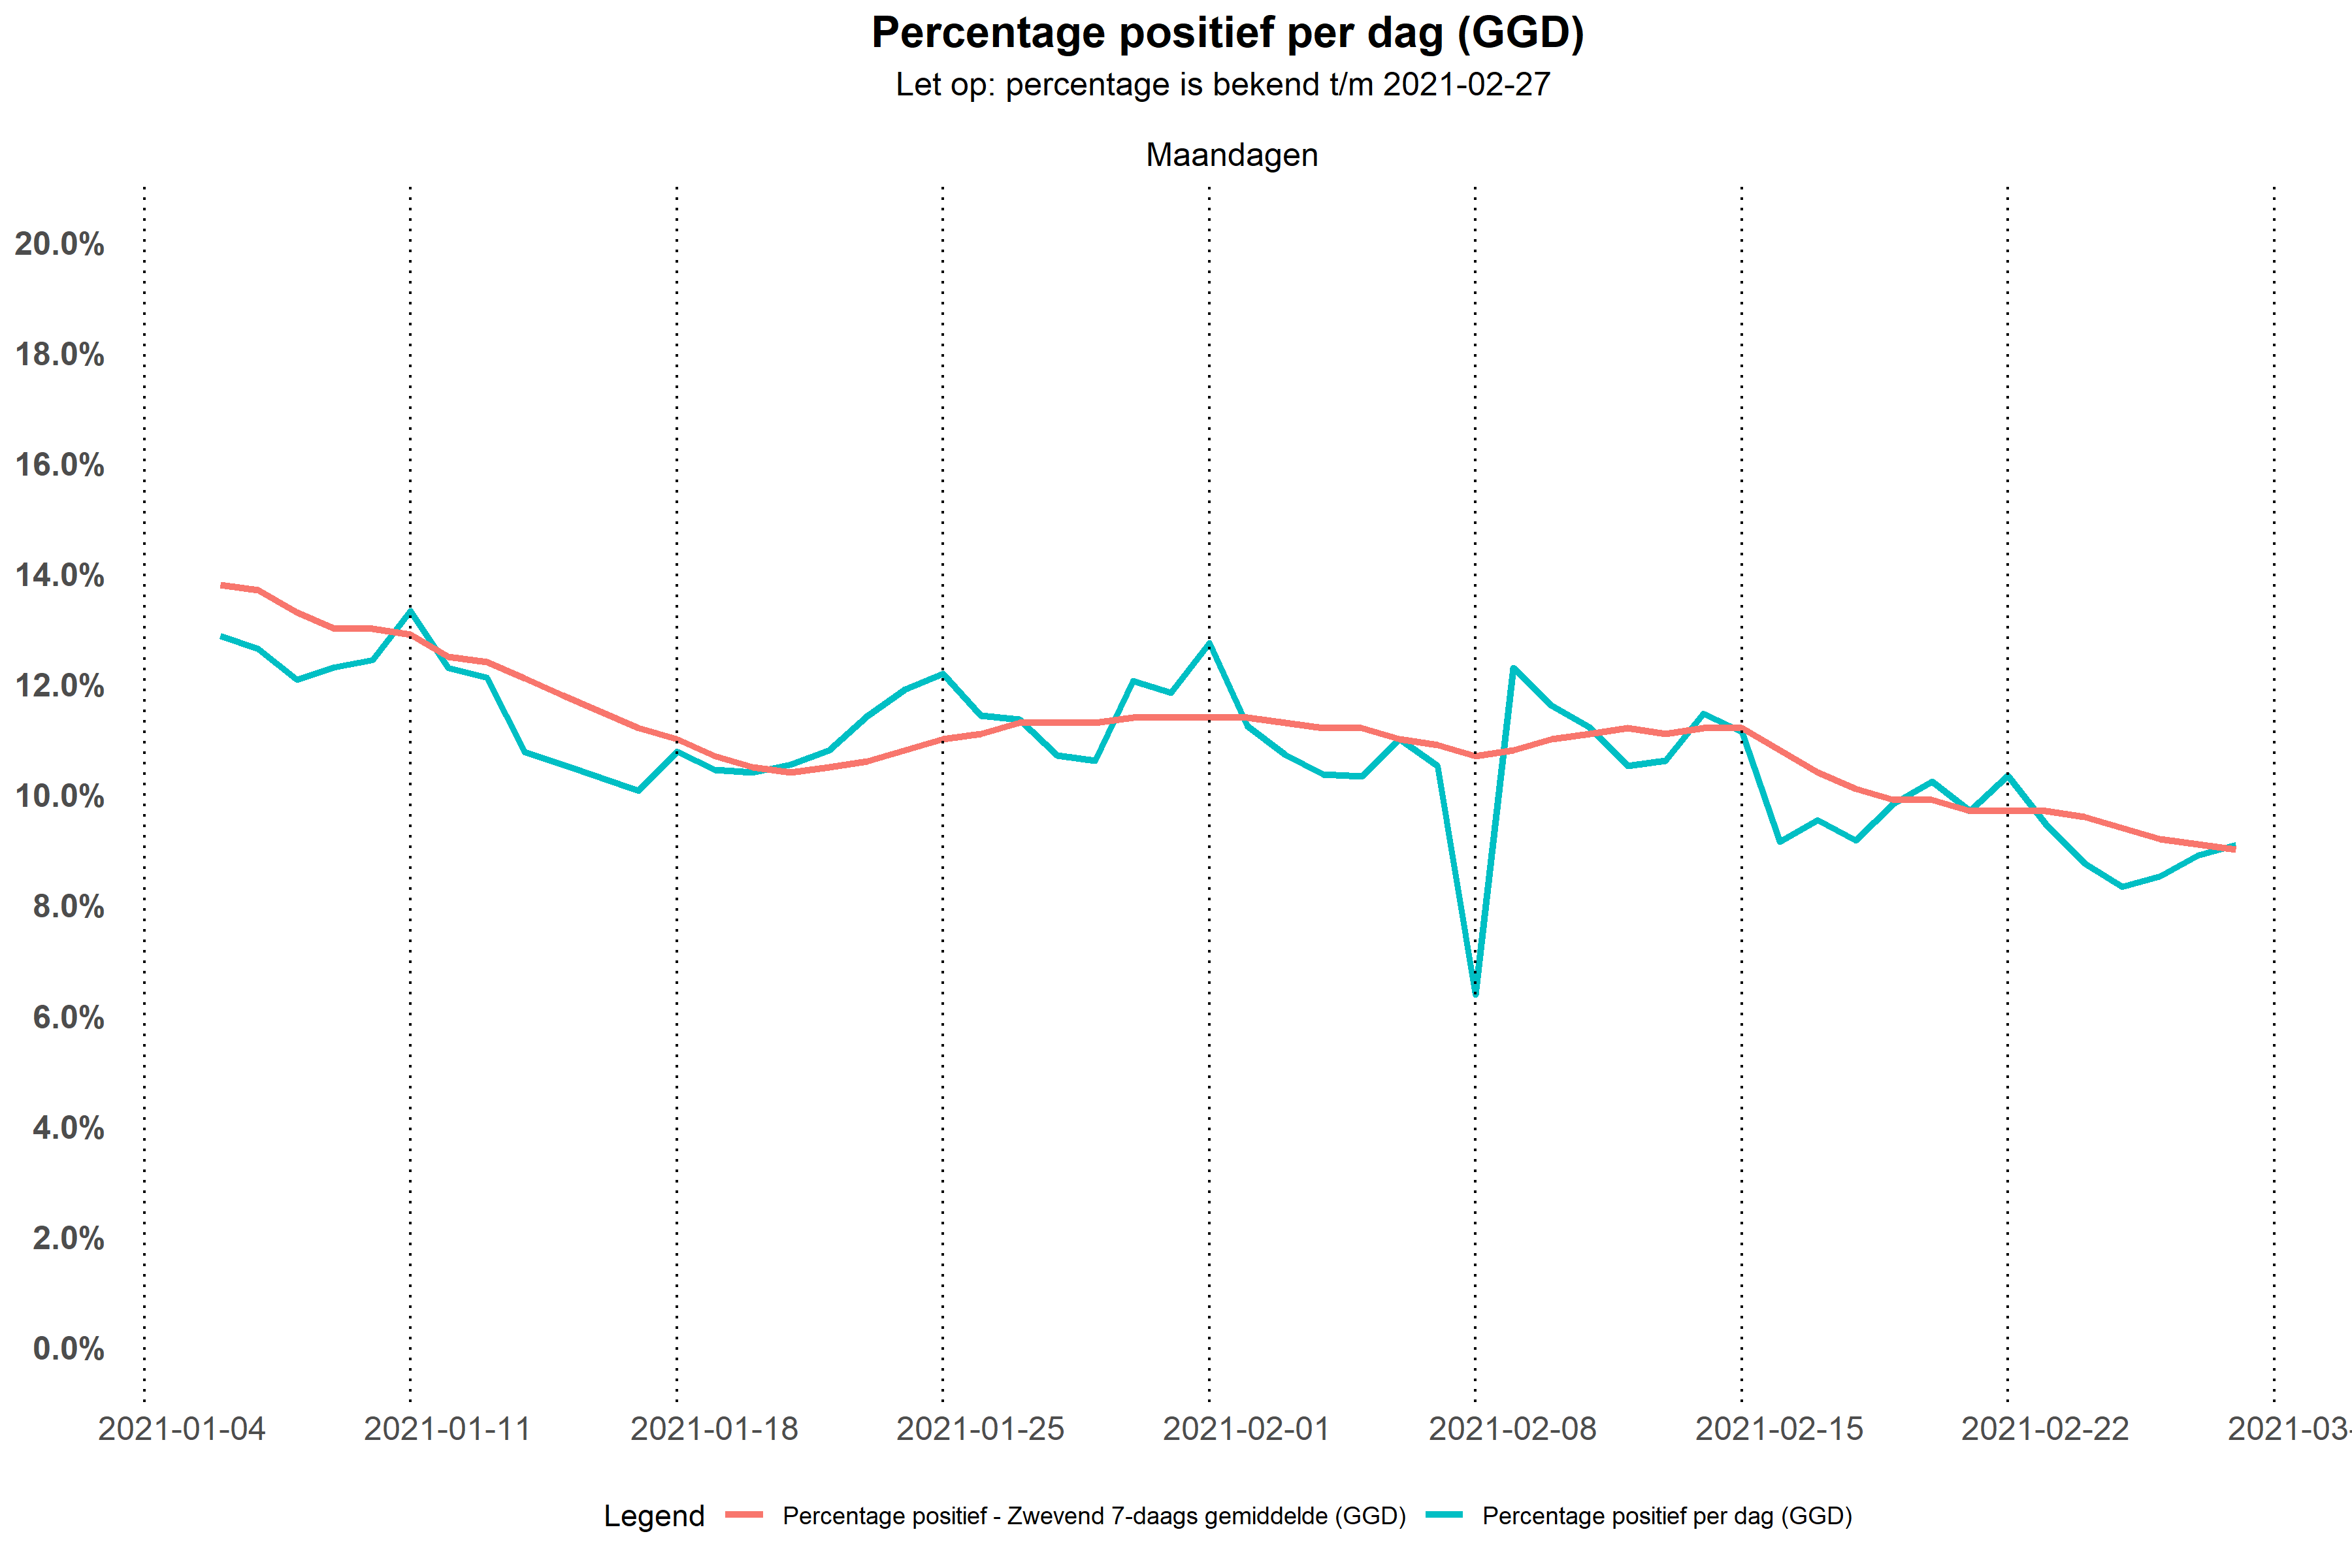 Percentage positief per dag (GGD)
Let op: percentage is bekend t/m 2021-02-27
Maandagen
20.0%
18.0%
16.0%
14.0%
12.0%
10.0%
8.0%
6.0%
4.0%
2.0%
0.0%
2021-01-04 2021-01-11 2021-01-18 2021-01-25 2021-02-01 2021-02-08 2021-02-15 2021-02-22 2021-03-
Legend Percentage positief - Zwevend 7-daags gemiddelde (GGD) Percentage positief per dag (GGD)